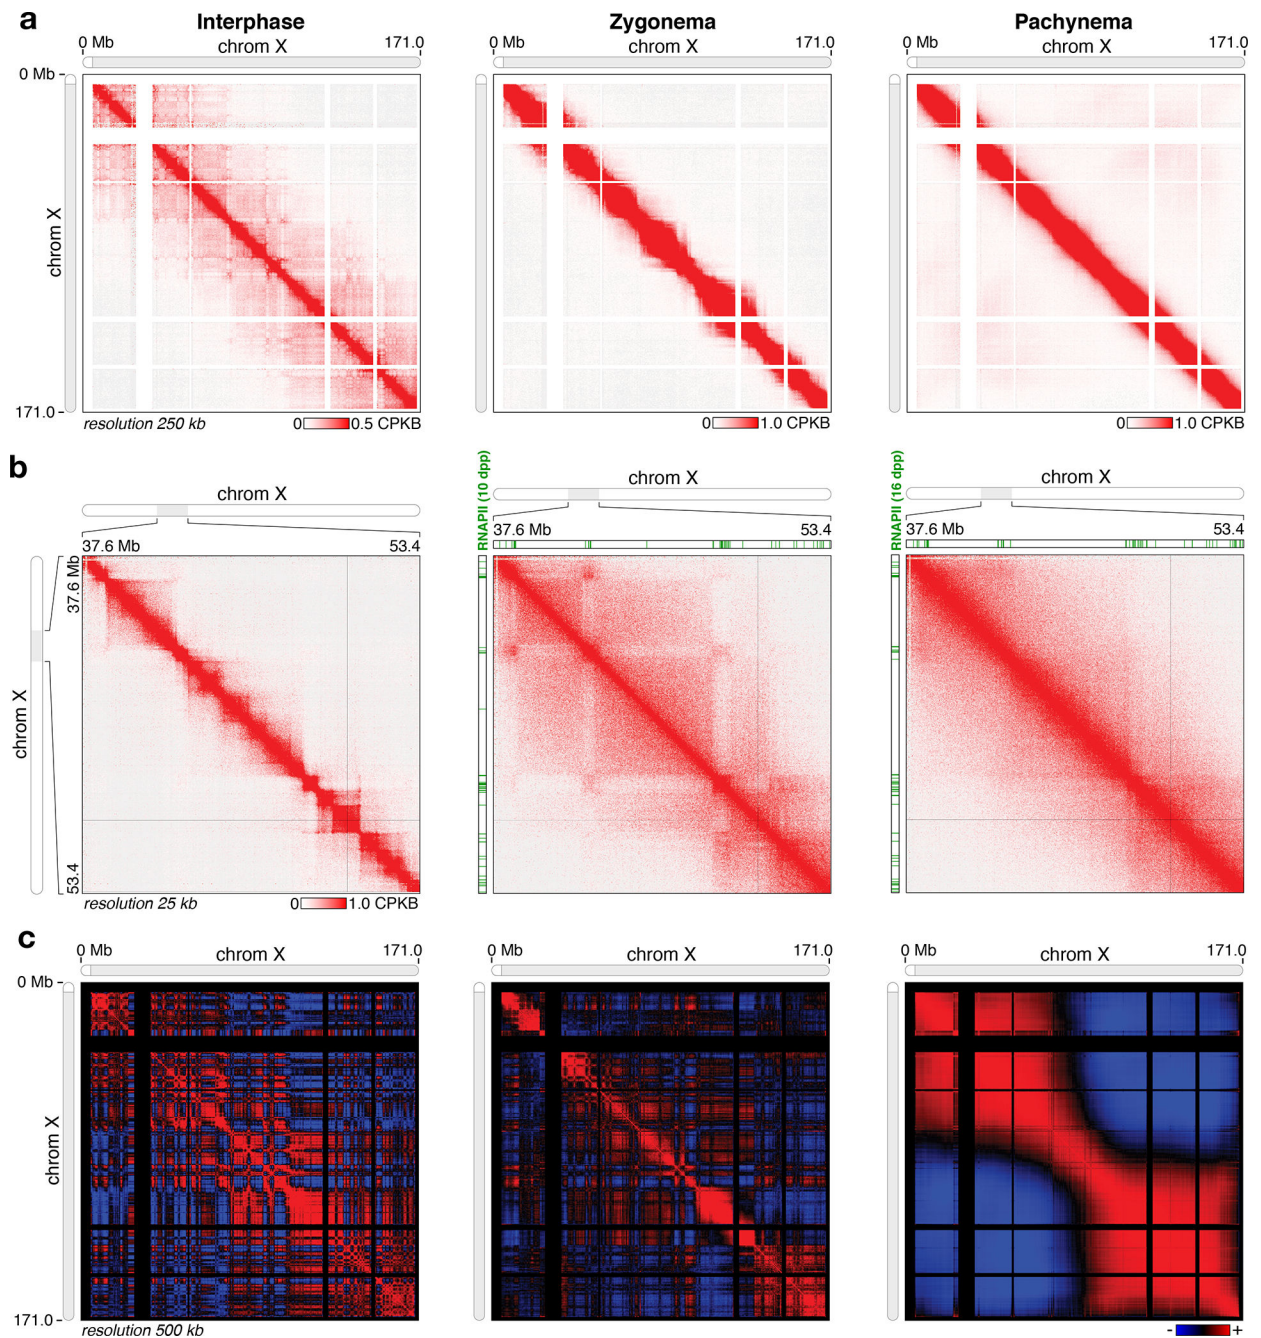 a
Interphase
Zygonema
Pachynema
0 Mb chrom X 171.0
0 Mb chrom X 171.0
0 Mb chrom X 171.0
0 Mb
chrom X
171.0
resolution 250 kb
0 0.5 CPKB
0 1.0 CPKB
0 1.0 CPKB
b
chrom X
chrom X
chrom X
37.6 Mb 53.4
37.6 Mb 53.4
37.6 Mb 53.4
RNAPII (10 dpp)
RNAPII (16 dpp)
chrom X
37.6 Mb
53.4
resolution 25 kb
0 1.0 CPKB
c
0 Mb chrom X 171.0
0 Mb chrom X 171.0
0 Mb chrom X 171.0
0 Mb
chrom X
171.0
resolution 500 kb
- +